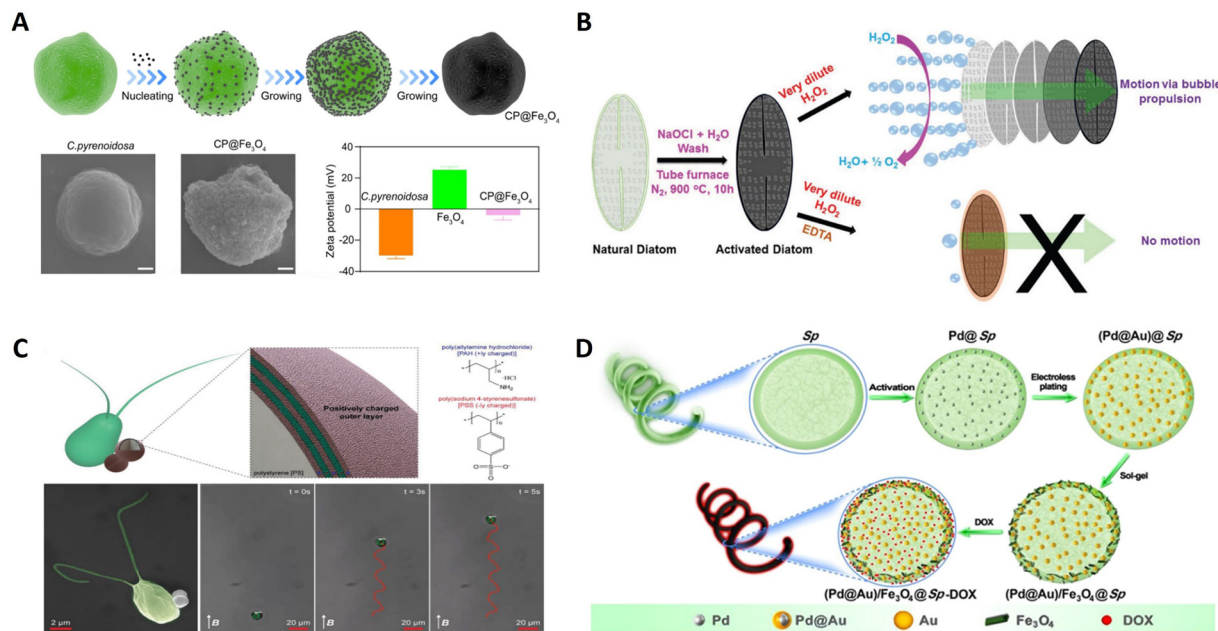 A
Nucleating
Growing
Growing
CP@Fe₃O₄
C.pyrenoidosa
CP@Fe₃O₄
Zeta potential (mV)
40
20
0
-20
-40
C.pyrenoidosa
Fe₃O₄
CP@Fe₃O₄
B
Natural Diatom
NaOCl + H₂O
Wash
Tube furnace
N₂, 900 °C, 10h
Activated Diatom
Very dilute
H₂O₂
H₂O₂
H₂O + ½ O₂
Motion via bubble
propulsion
Very dilute
H₂O₂
EDTA
X
No motion
C
Positively charged
outer layer
polystyrene [PS]
poly(allylamine hydrochloride)
[PAH (+ly charged)]
n
·HCl
NH₂
poly(sodium 4-styrenesulfonate)
[PSS (-ly charged)]
n
O=S=O
O⁻
2 µm
t = 0s
B
20 µm
t = 3s
20 µm
t = 5s
B
20 µm
D
Sp
Activation
Pd@Sp
Electroless
plating
(Pd@Au)@Sp
Sol-gel
(Pd@Au)/Fe₃O₄@Sp
DOX
(Pd@Au)/Fe₃O₄@Sp-DOX
Pd
Pd@Au
Au
Fe₃O₄
DOX